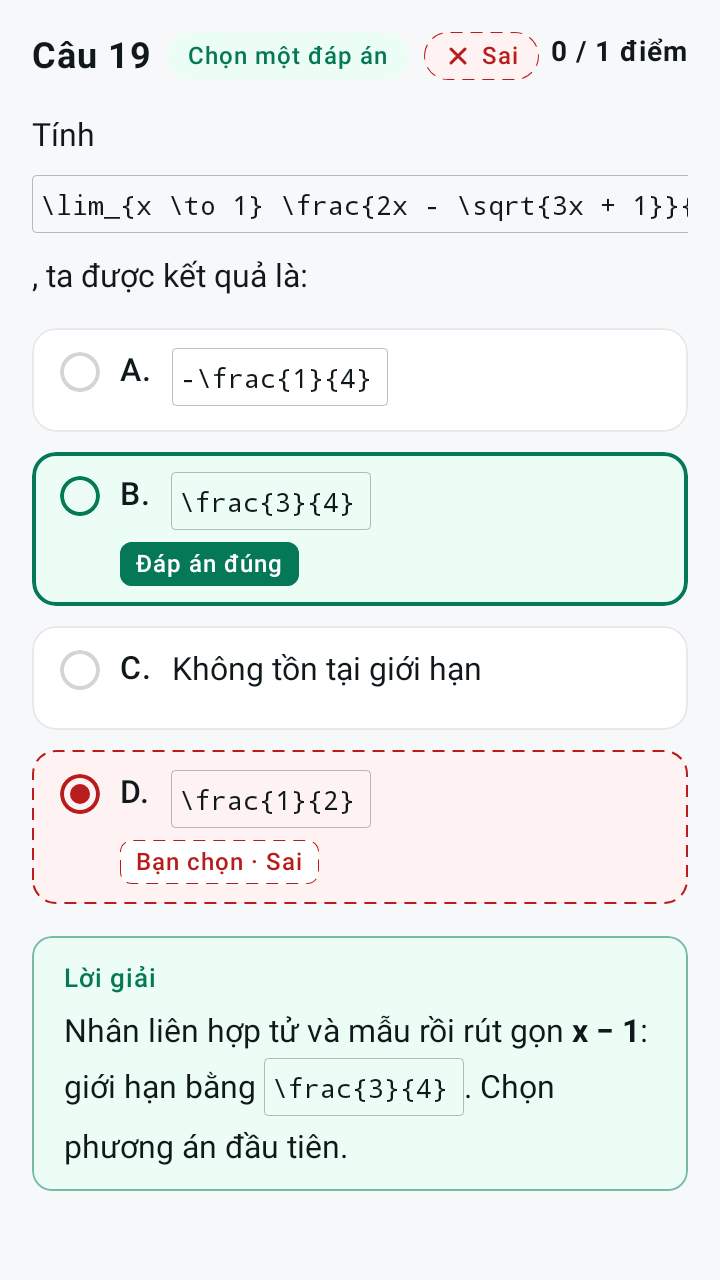 Câu 19 Chọn một đáp án ✕ Sai 0 / 1 điểm
Tính
\lim_{x \to 1} \frac{2x - \sqrt{3x + 1}}{
, ta được kết quả là:
A. -\frac{1}{4}
B. \frac{3}{4}
Đáp án đúng
C. Không tồn tại giới hạn
D. \frac{1}{2}
Bạn chọn · Sai
Lời giải
Nhân liên hợp tử và mẫu rồi rút gọn x − 1:
giới hạn bằng \frac{3}{4}. Chọn
phương án đầu tiên.